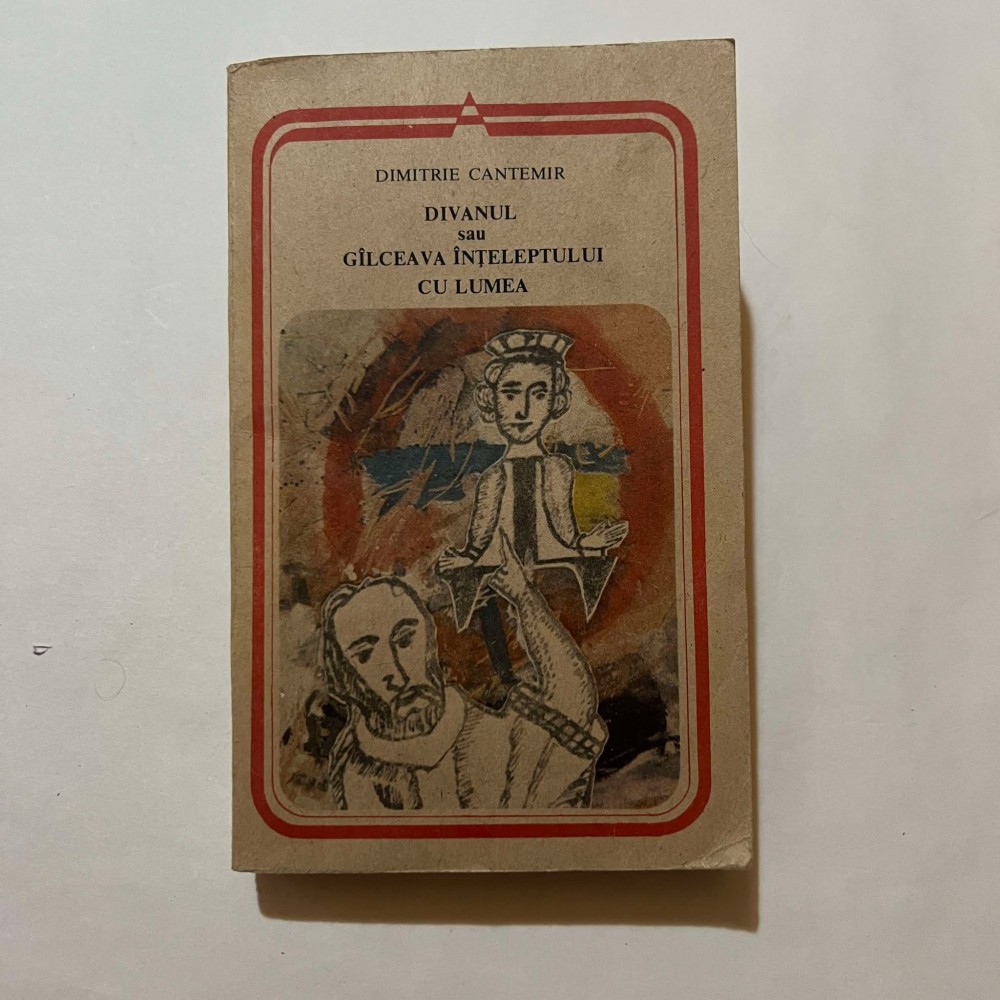 DIMITRIE CANTEMIR
DIVANUL
sau
GÎLCEAVA ÎNȚELEPTULUI
CU LUMEA